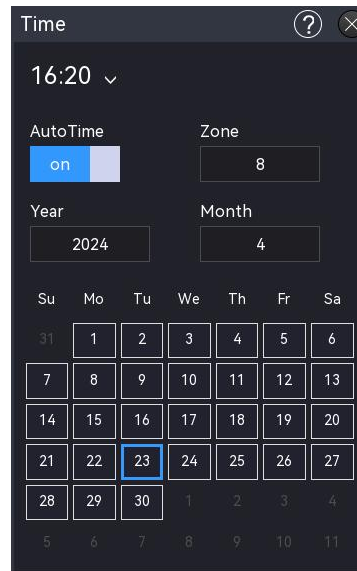 Time ?
16:20
AutoTime Zone
on 8
Year Month
2024 4
Su Mo Tu We Th Fr Sa
31 1 2 3 4 5 6
7 8 9 10 11 12 13
14 15 16 17 18 19 20
21 22 23 24 25 26 27
28 29 30 1 2 3 4
5 6 7 8 9 10 11